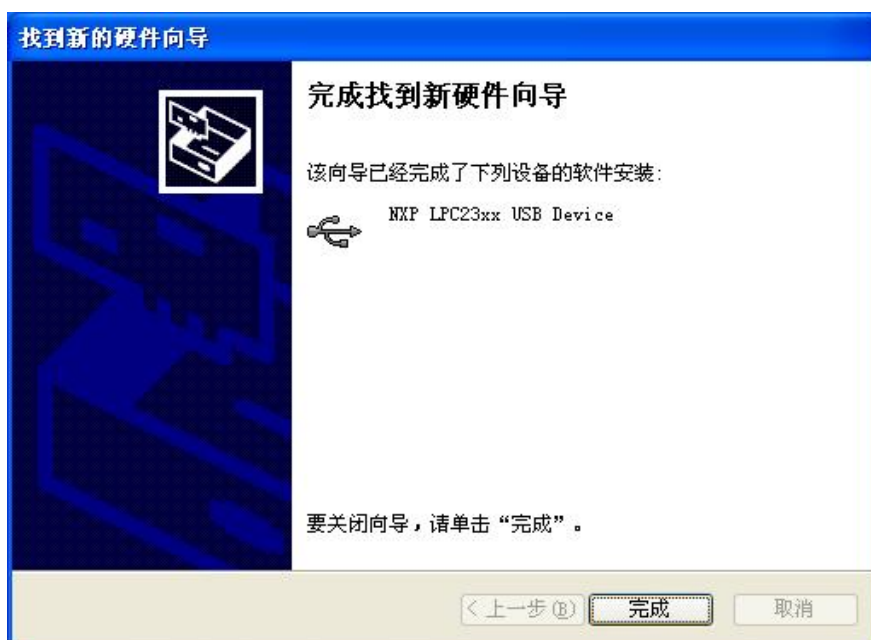 找到新的硬件向导
完成找到新硬件向导
该向导已经完成了下列设备的软件安装:
NXP LPC23xx USB Device
要关闭向导,请单击“完成”。
< 上一步(B)
完成
取消